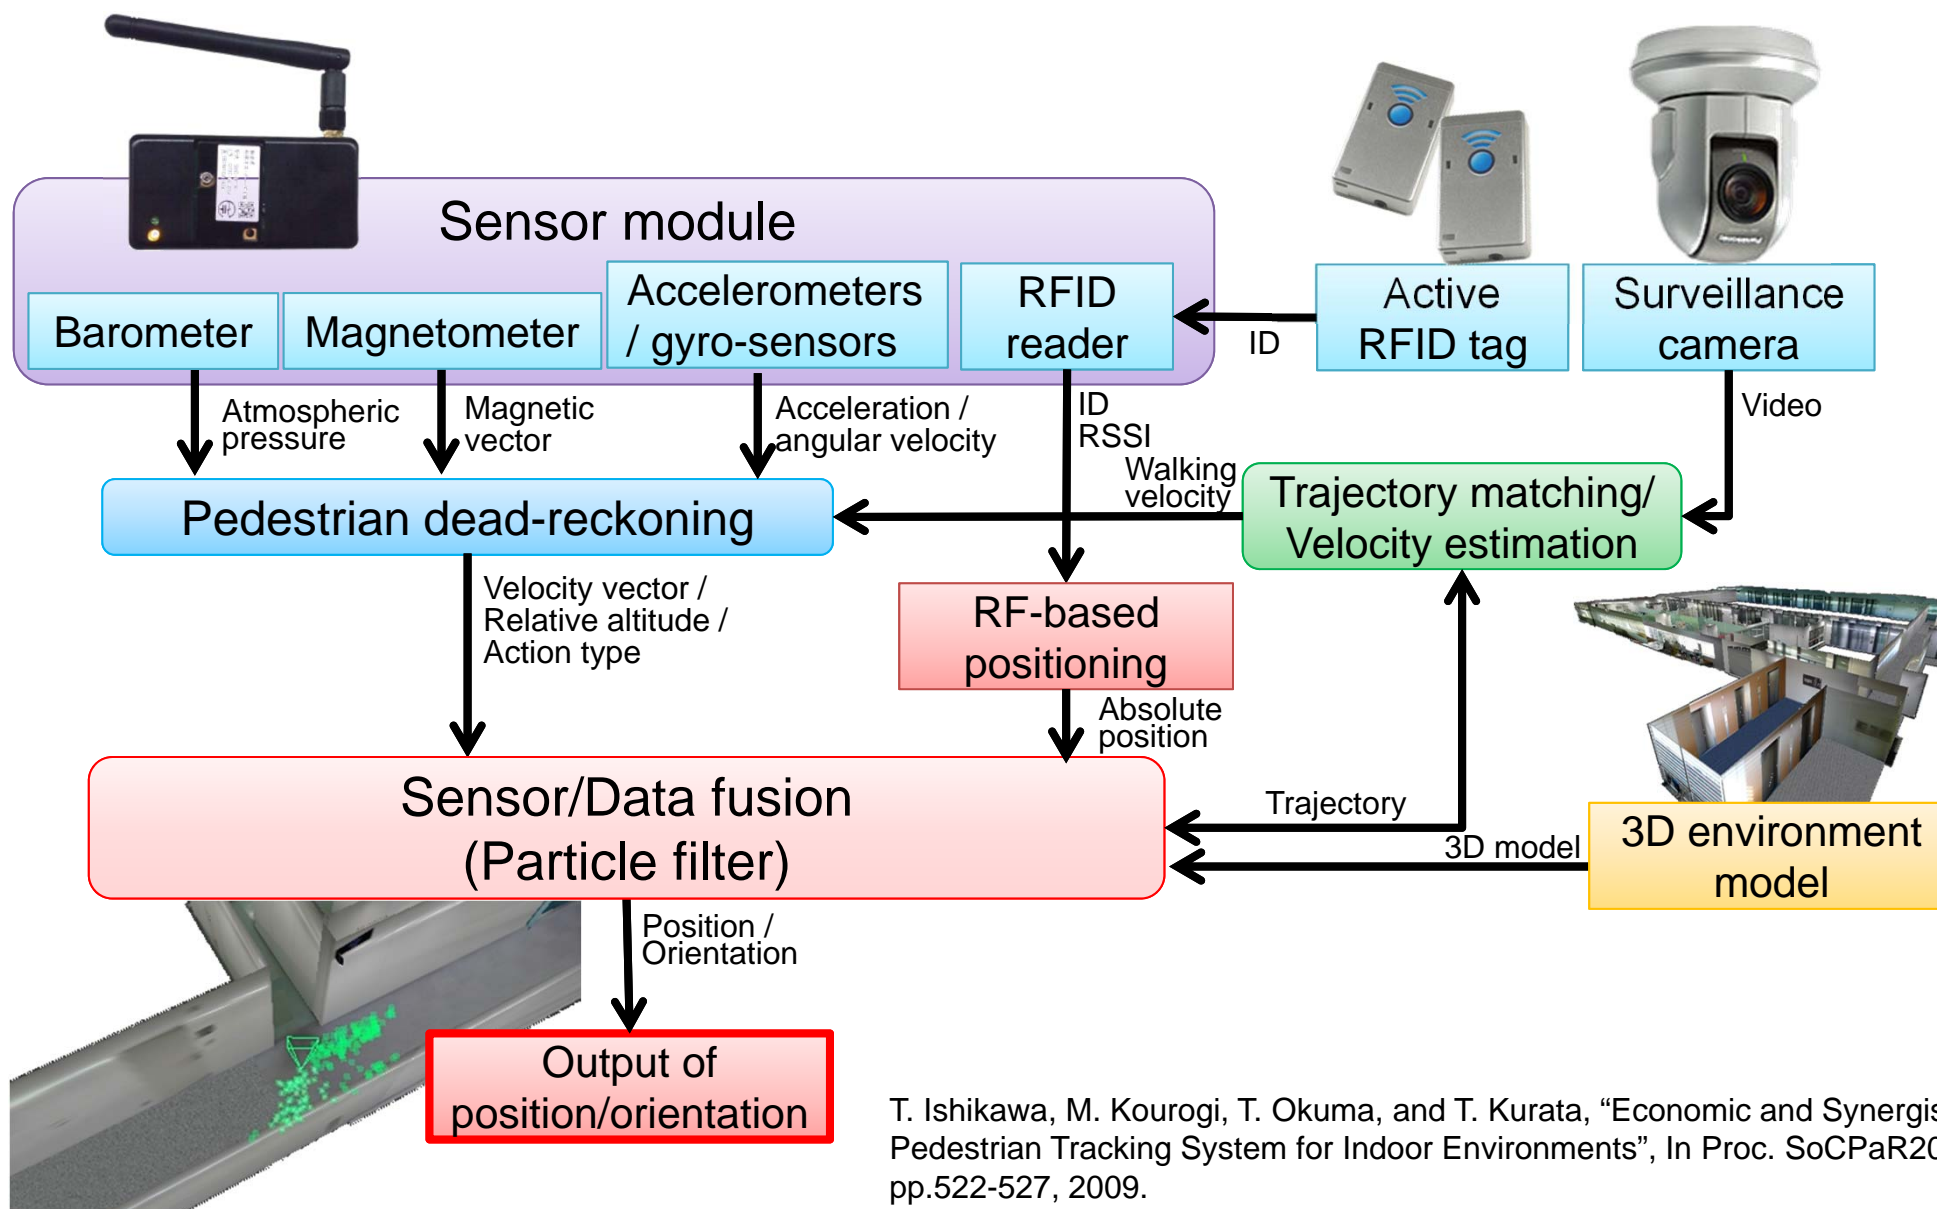 Sensor module
Barometer
Magnetometer
Accelerometers
/ gyro-sensors
RFID
reader
Active
RFID tag
Surveillance
camera
ID
Atmospheric
pressure
Magnetic
vector
Acceleration /
angular velocity
ID
RSSI
Video
Walking
velocity
Pedestrian dead-reckoning
Trajectory matching/
Velocity estimation
Velocity vector /
Relative altitude /
Action type
RF-based
positioning
Absolute
position
Sensor/Data fusion
(Particle filter)
Trajectory
3D model
3D environment
model
Position /
Orientation
Output of
position/orientation
T. Ishikawa, M. Kourogi, T. Okuma, and T. Kurata, “Economic and Synergis
Pedestrian Tracking System for Indoor Environments”, In Proc. SoCPaR20
pp.522-527, 2009.